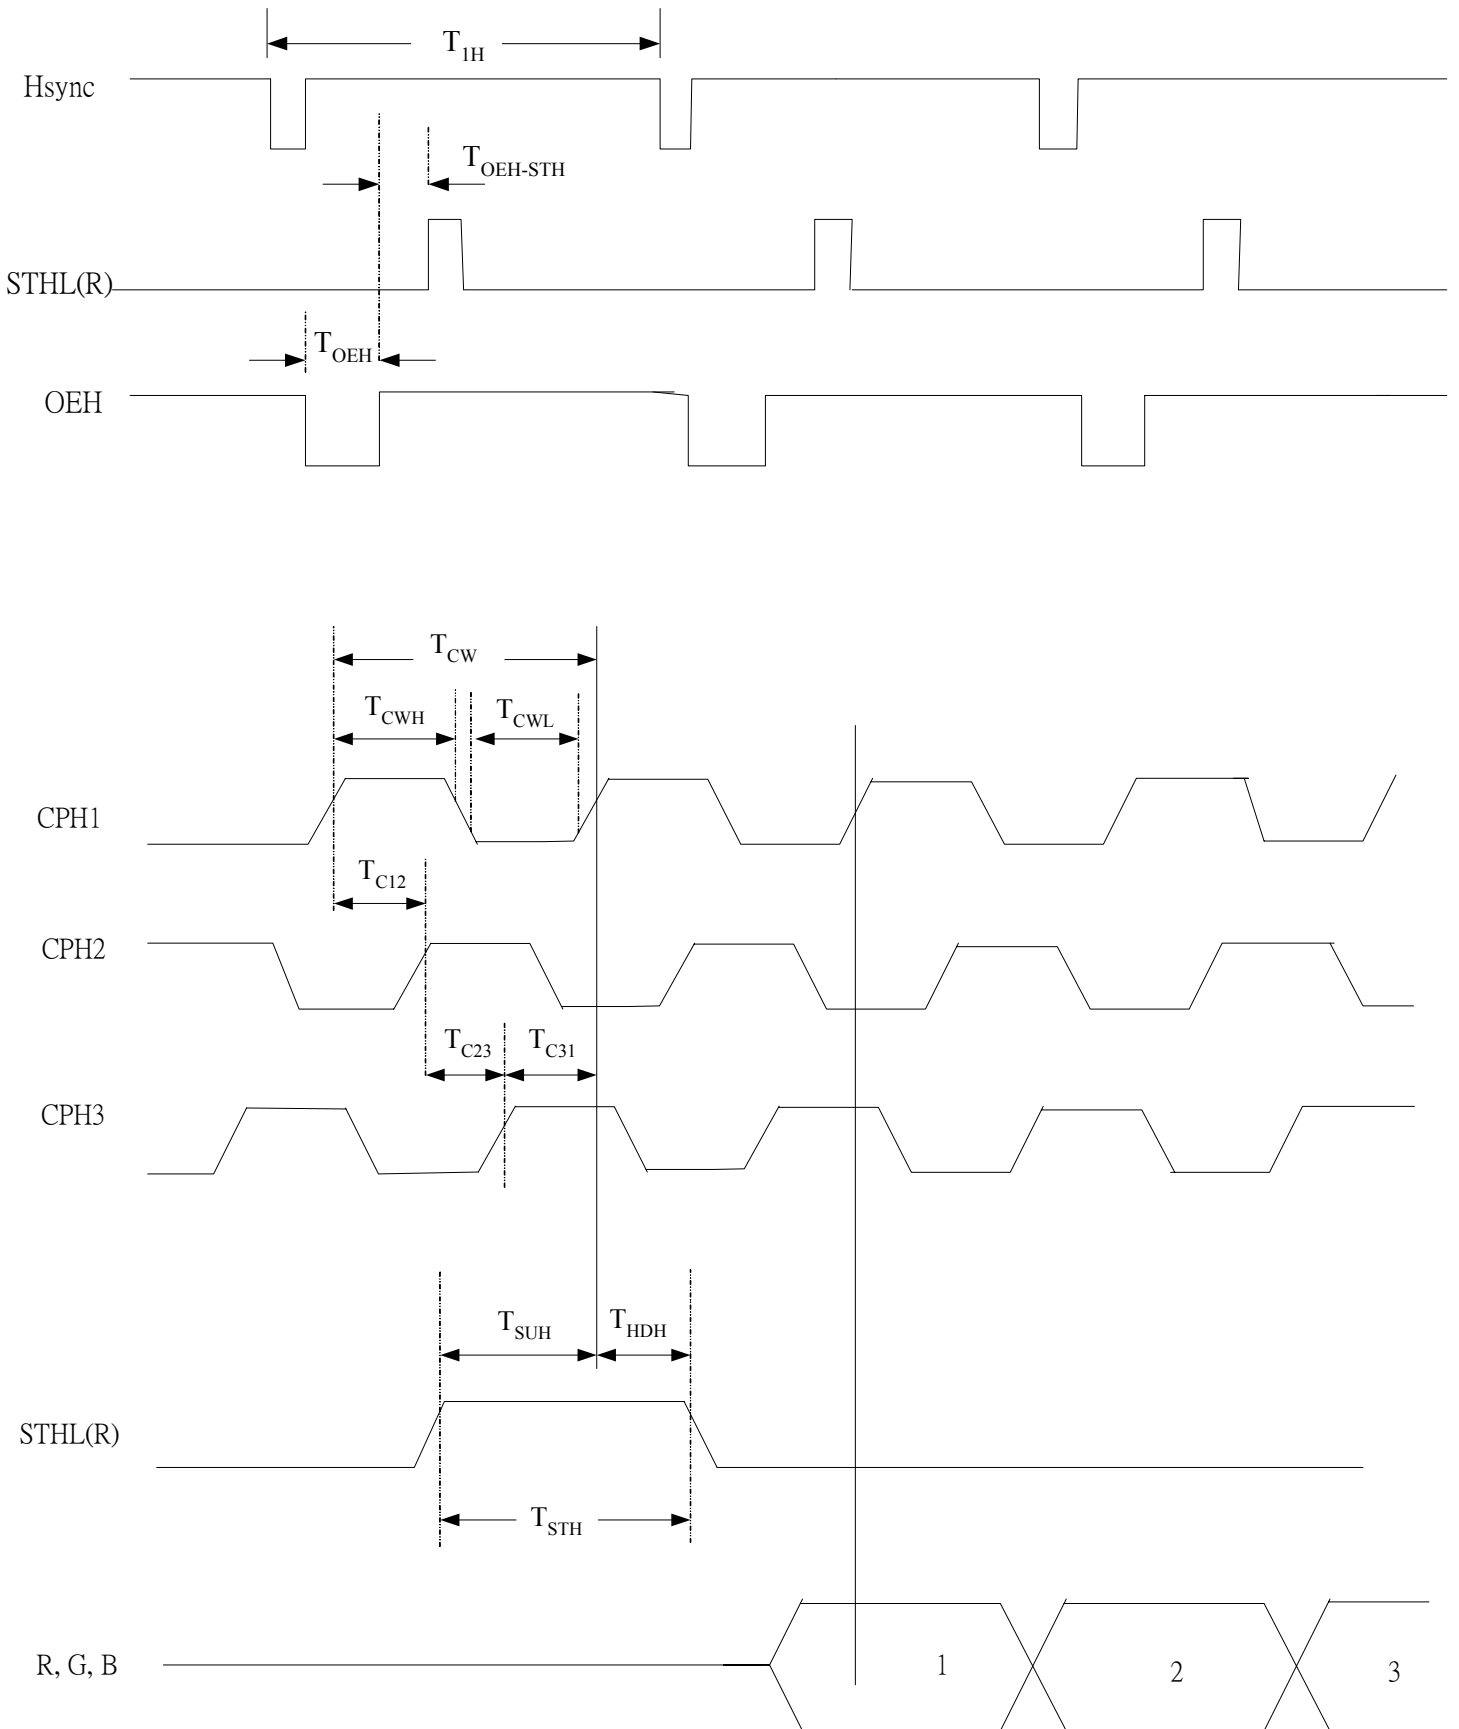 T1H
Hsync
TOEH-STH
STHL(R)
TOEH
OEH
TCW
TCWH
TCWL
CPH1
TC12
CPH2
TC23
TC31
CPH3
TSUH
THDH
STHL(R)
TSTH
R, G, B
1
2
3